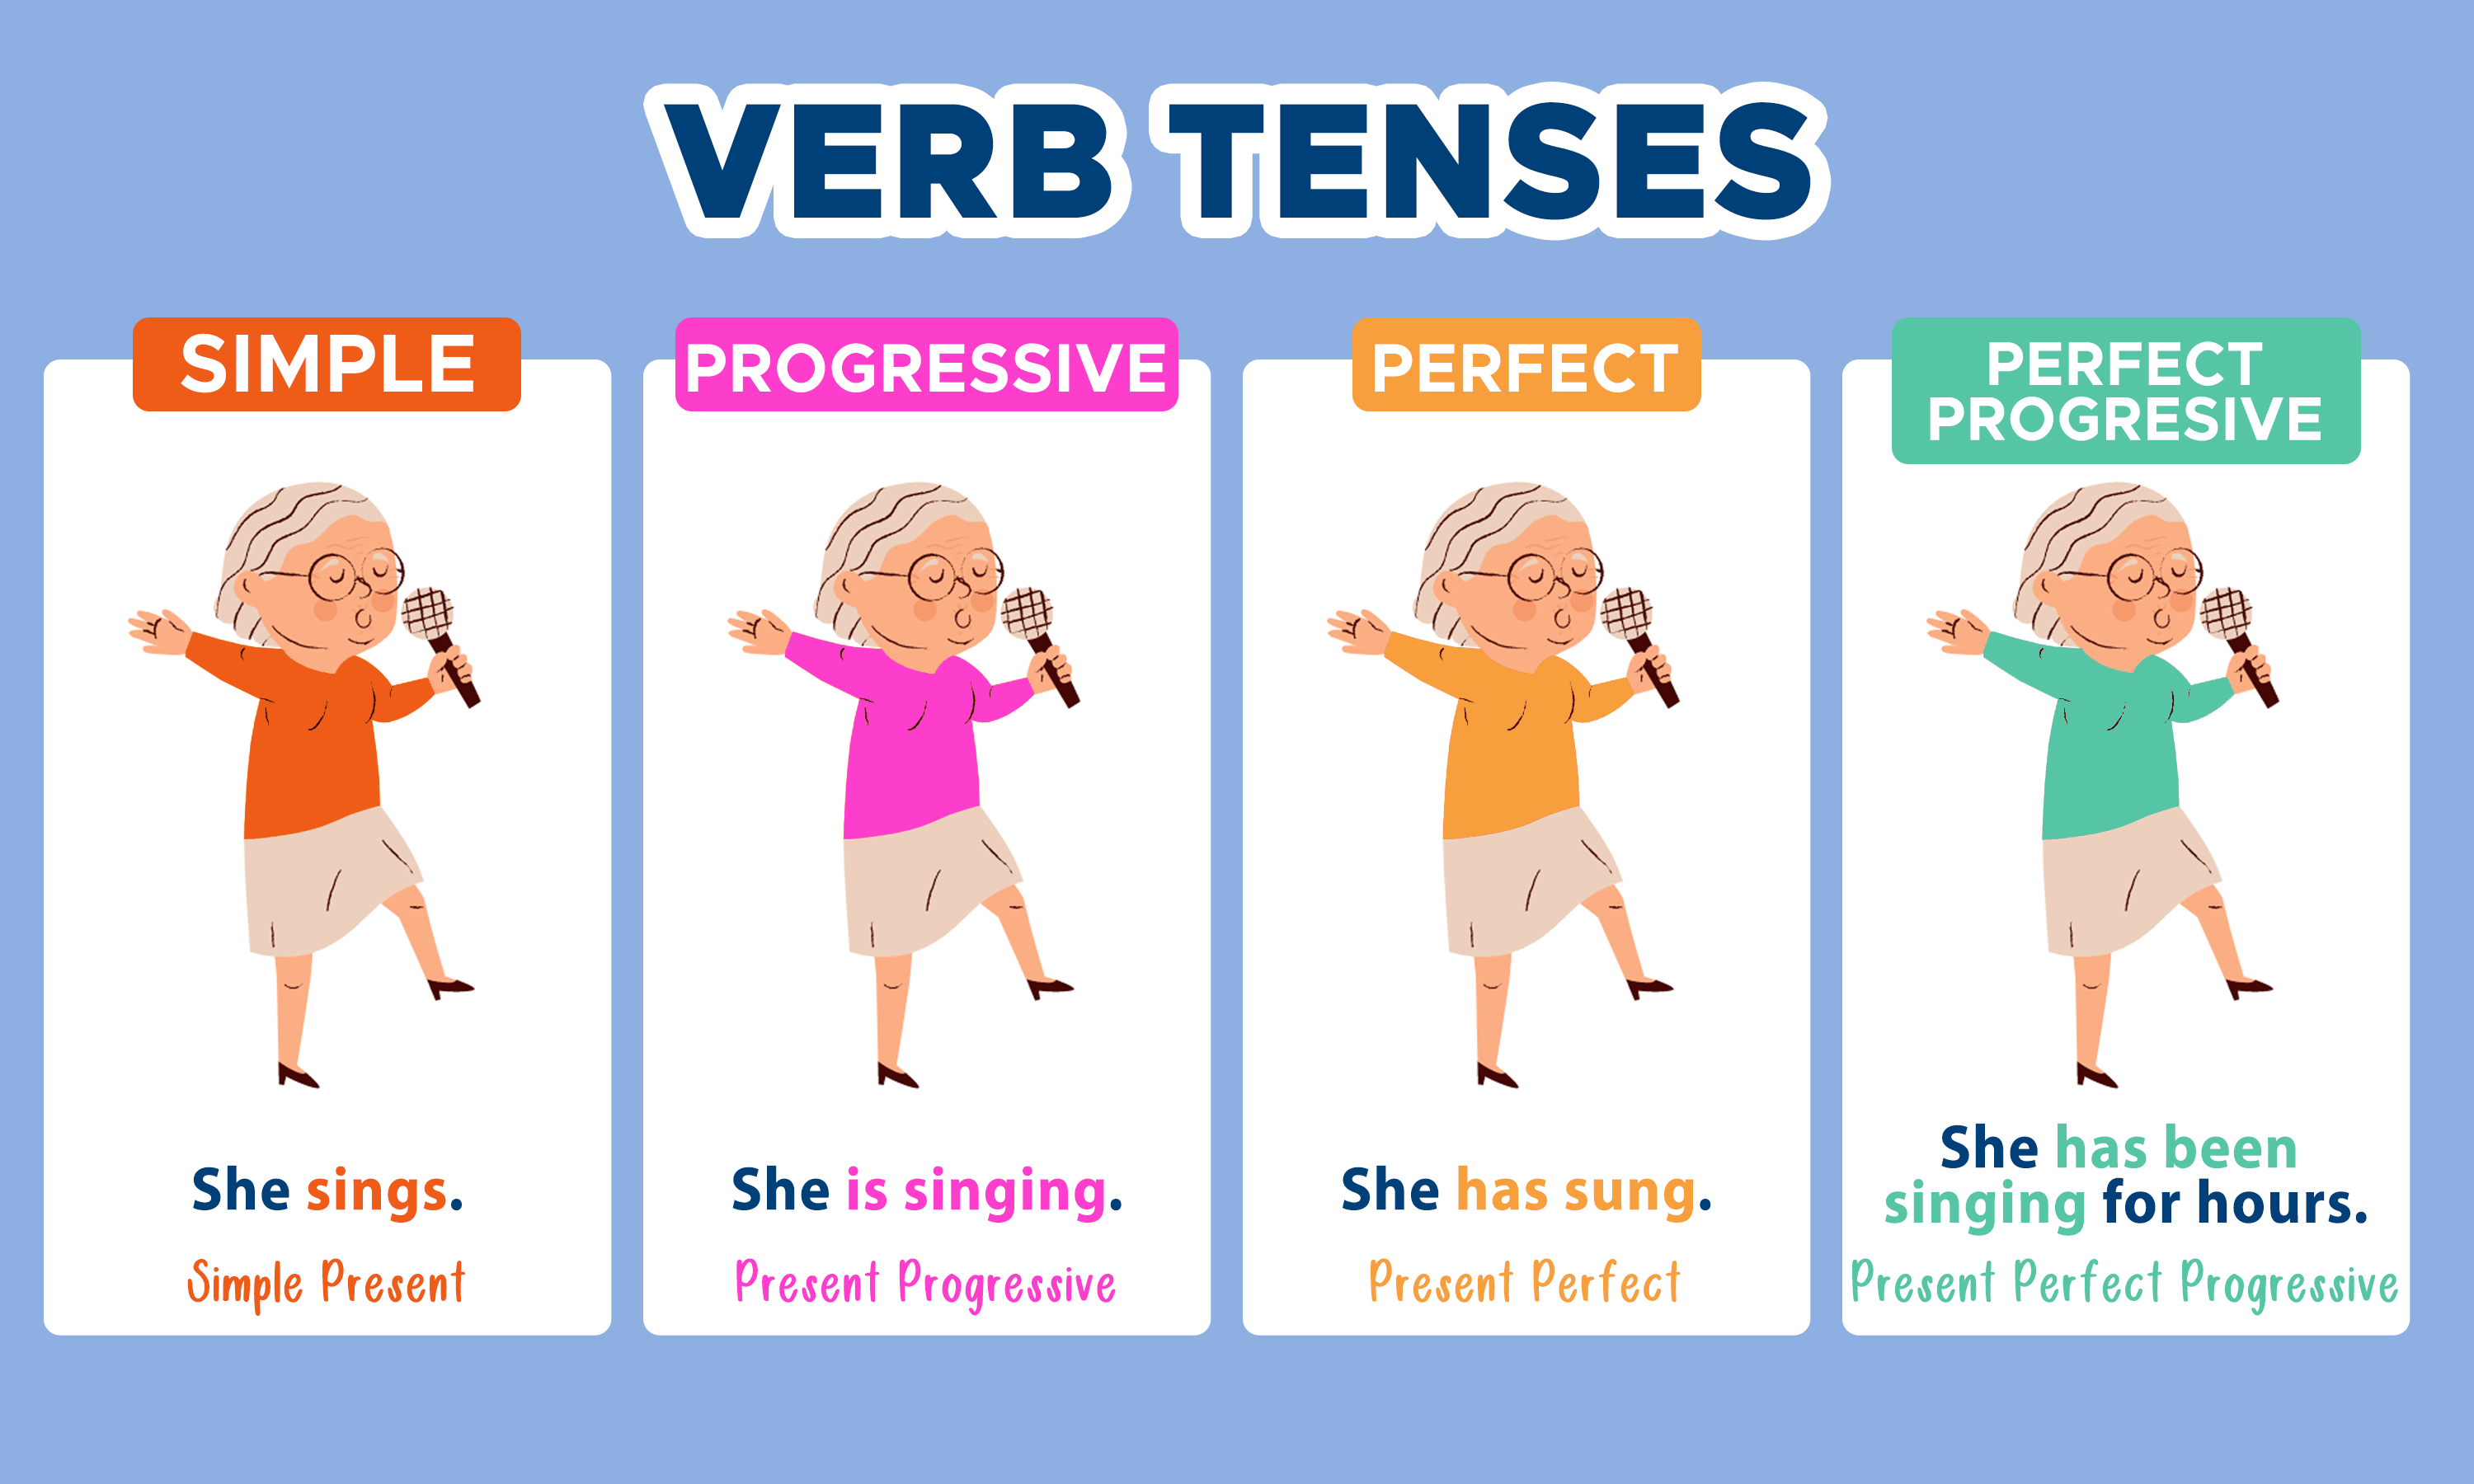 VERB TENSES
SIMPLE
She sings.
Simple Present
PROGRESSIVE
She is singing.
Present Progressive
PERFECT
She has sung.
Present Perfect
PERFECT
PROGRESIVE
She has been
singing for hours.
Present Perfect Progressive